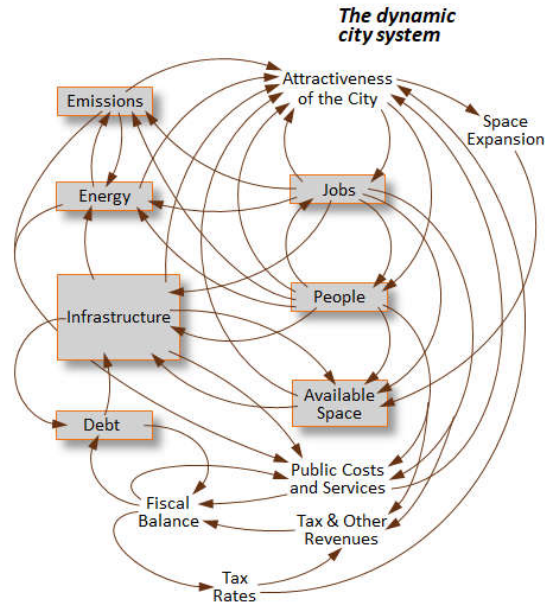 The dynamic
city system
Emissions
Attractiveness
of the City
Space
Expansion
Energy
Jobs
Infrastructure
People
Available
Space
Debt
Public Costs
and Services
Fiscal
Balance
Tax & Other
Revenues
Tax
Rates